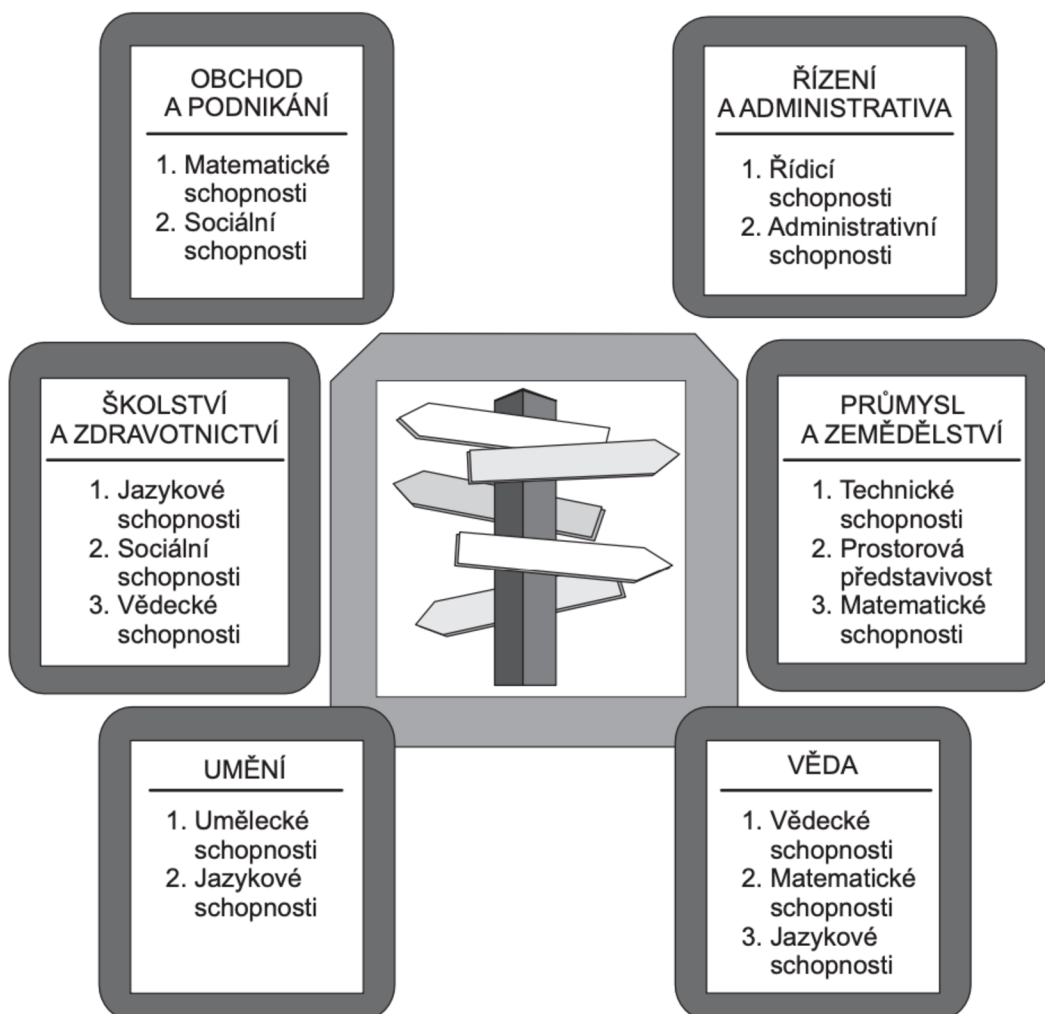 OBCHOD
A PODNIKÁNÍ
1. Matematické
schopnosti
2. Sociální
schopnosti
ŘÍZENÍ
A ADMINISTRATIVA
1. Řídicí
schopnosti
2. Administrativní
schopnosti
ŠKOLSTVÍ
A ZDRAVOTNICTVÍ
1. Jazykové
schopnosti
2. Sociální
schopnosti
3. Vědecké
schopnosti
PRŮMYSL
A ZEMĚDĚLSTVÍ
1. Technické
schopnosti
2. Prostorová
představivost
3. Matematické
schopnosti
UMĚNÍ
1. Umělecké
schopnosti
2. Jazykové
schopnosti
VĚDA
1. Vědecké
schopnosti
2. Matematické
schopnosti
3. Jazykové
schopnosti